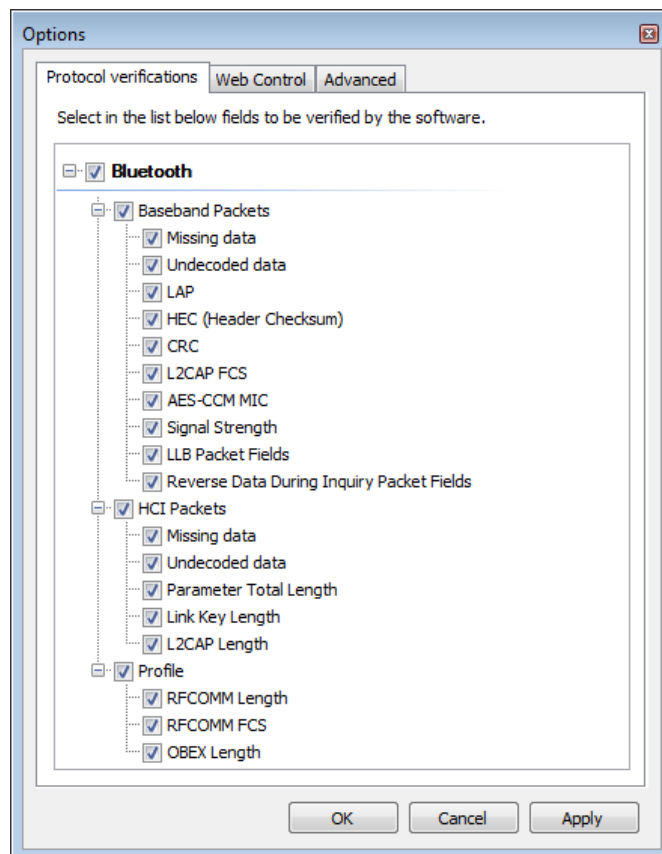 Options
Protocol verifications Web Control Advanced
Select in the list below fields to be verified by the software.
Bluetooth
Baseband Packets
Missing data
Undecoded data
LAP
HEC (Header Checksum)
CRC
L2CAP FCS
AES-CCM MIC
Signal Strength
LLB Packet Fields
Reverse Data During Inquiry Packet Fields
HCI Packets
Missing data
Undecoded data
Parameter Total Length
Link Key Length
L2CAP Length
Profile
RFCOMM Length
RFCOMM FCS
OBEX Length
OK Cancel Apply